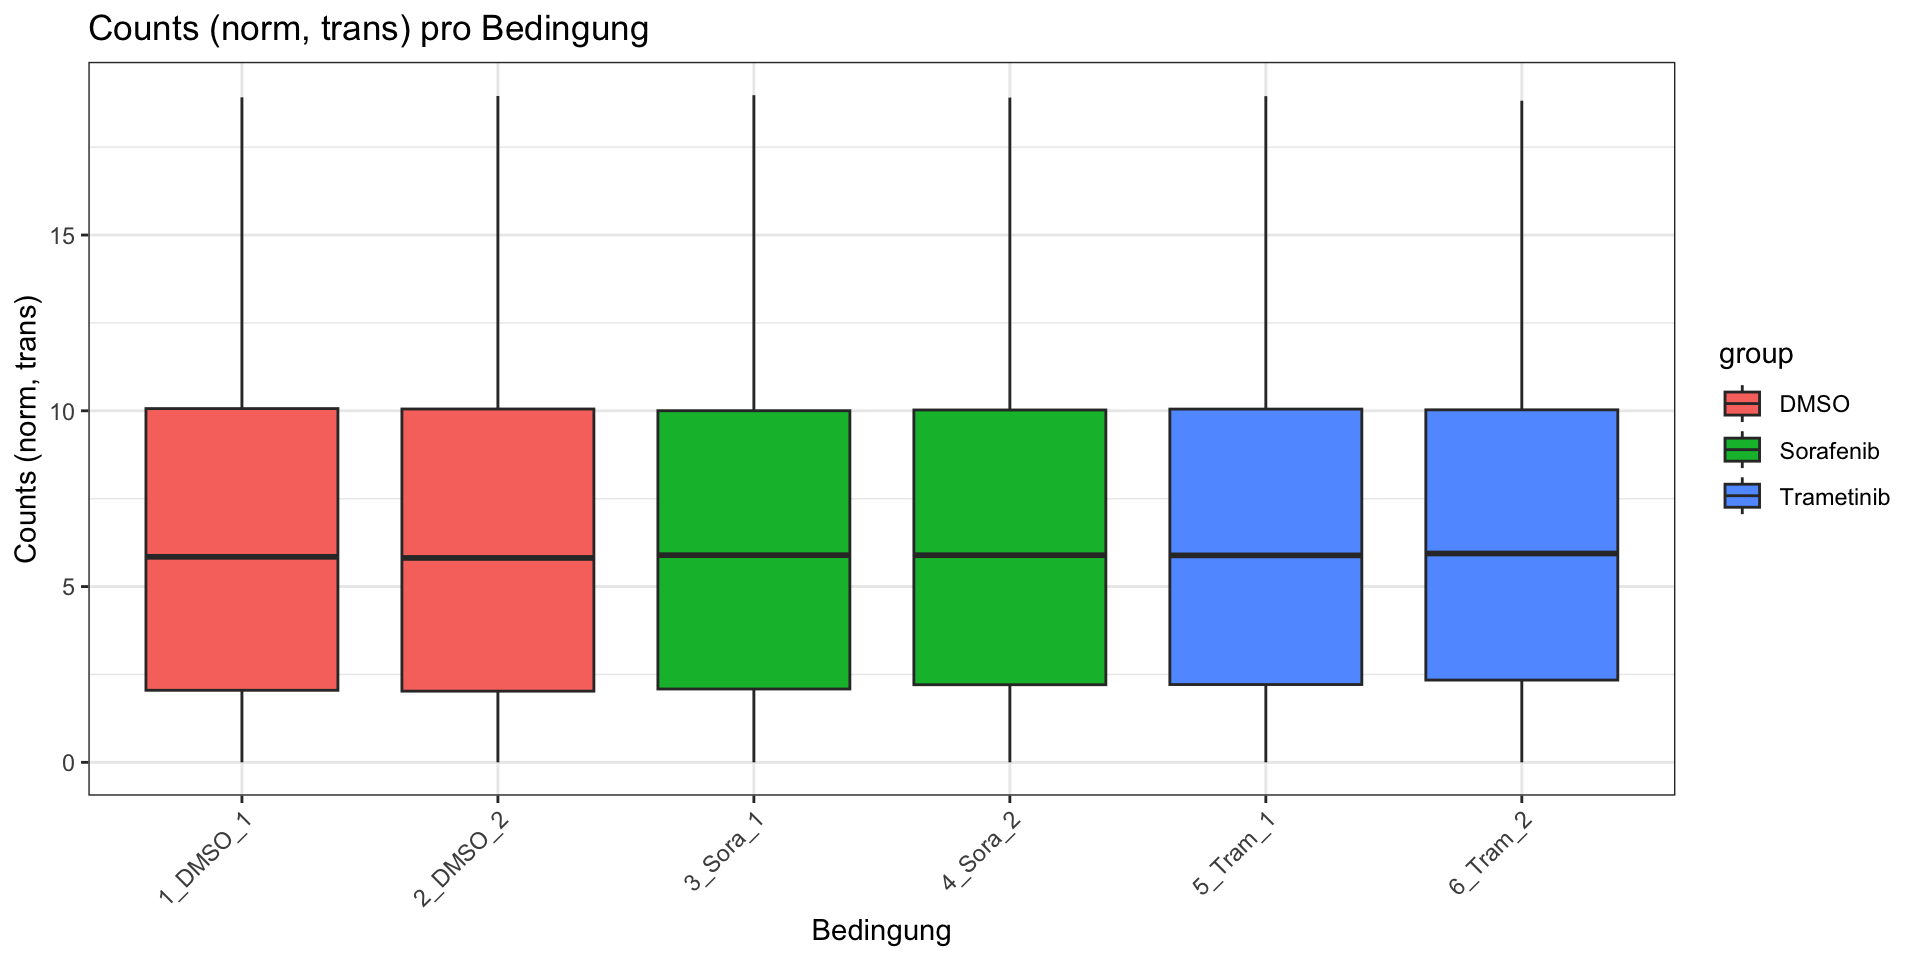 Counts (norm, trans) pro Bedingung
Counts (norm, trans)
15
10
5
0
1_DMSO_1
2_DMSO_2
3_Sora_1
4_Sora_2
5_Tram_1
6_Tram_2
Bedingung
group
DMSO
Sorafenib
Trametinib